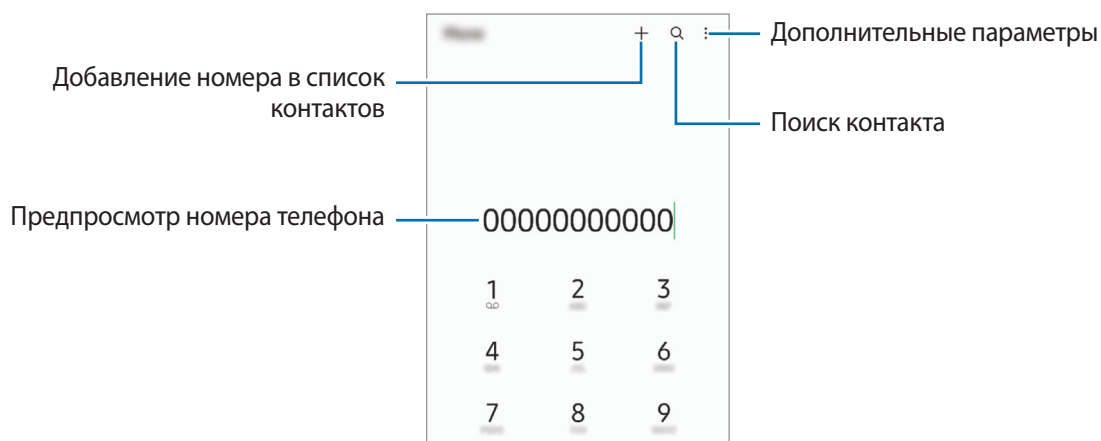 Дополнительные параметры
Добавление номера в список
контактов
Поиск контакта
Предпросмотр номера телефона
00000000000
1 2 3
4 5 6
7 8 9